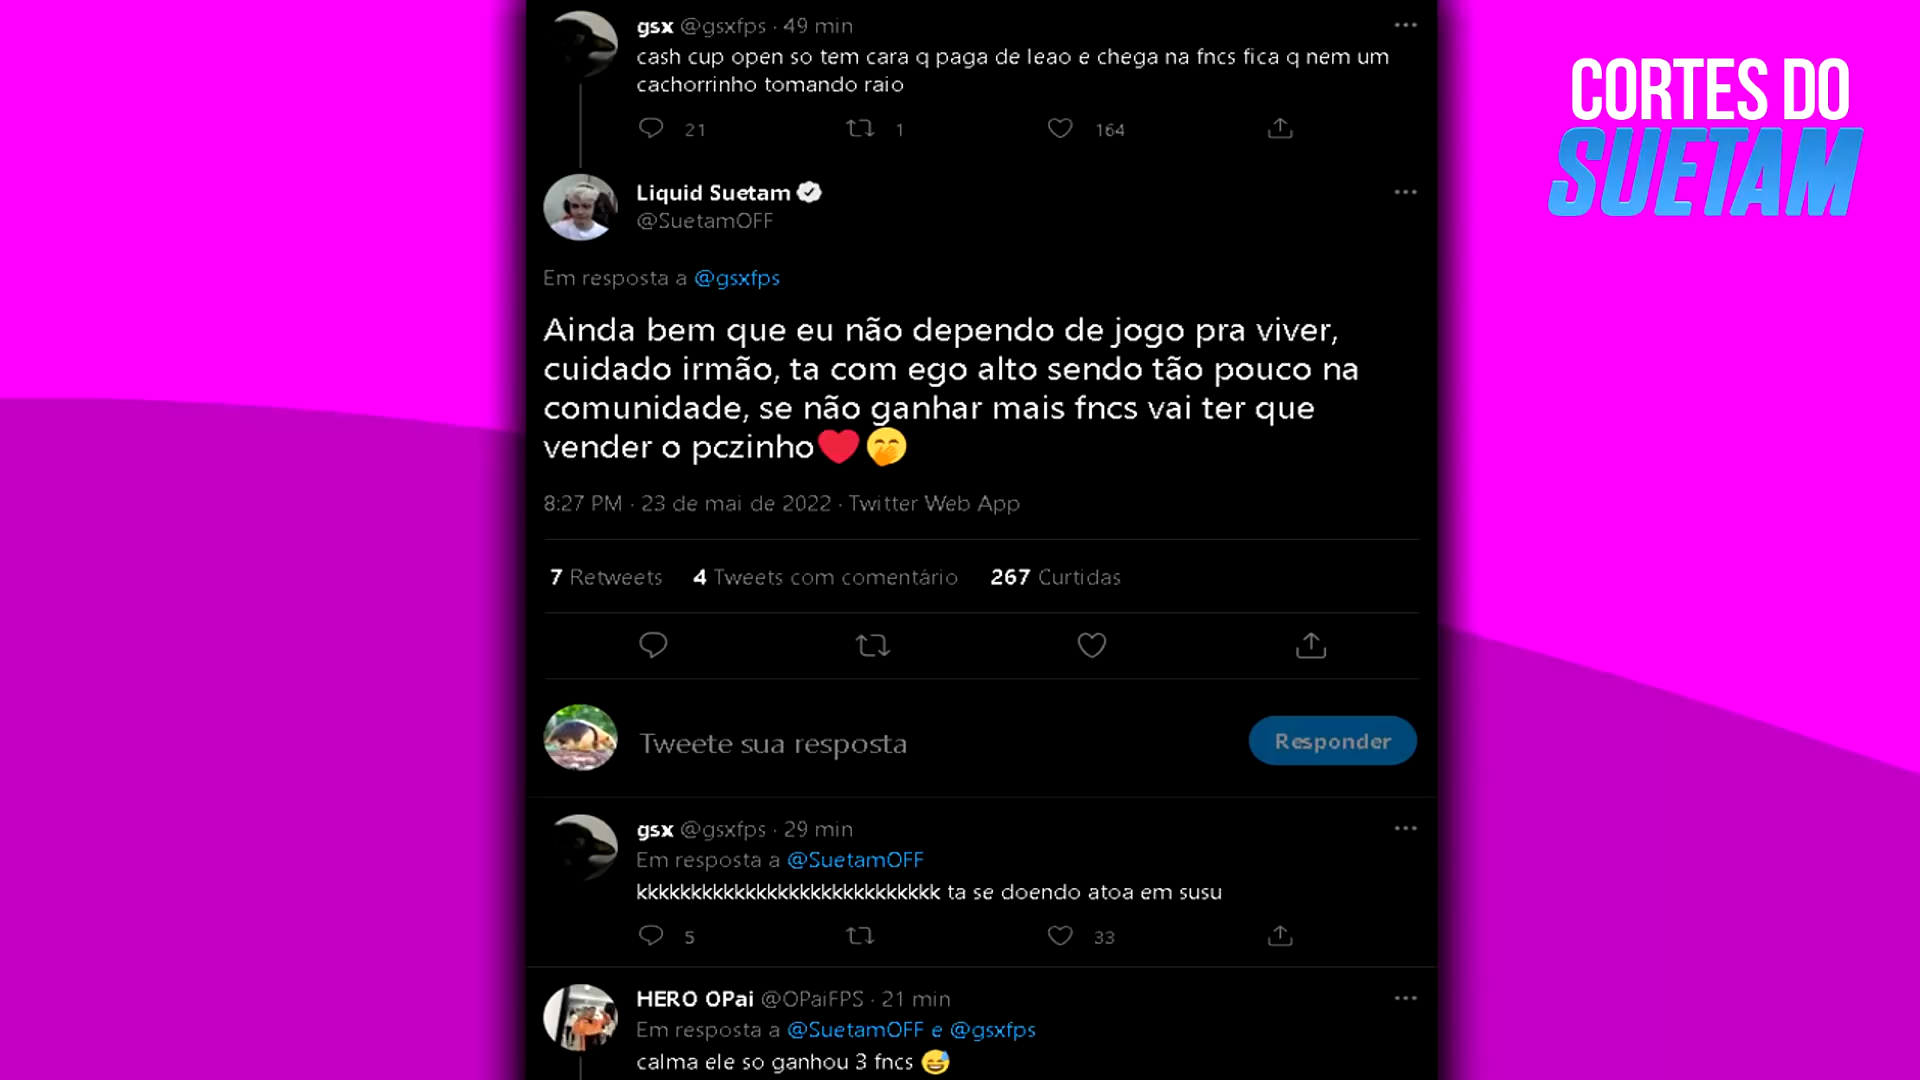 gsx @gsxfps · 49 min
cash cup open so tem cara q paga de leao e chega na fncs fica q nem um
cachorrinho tomando raio
21 1 164
CORTES DO
SUETAM
Liquid Suetam
@SuetamOFF
Em resposta a @gsxfps
Ainda bem que eu não dependo de jogo pra viver,
cuidado irmão, ta com ego alto sendo tão pouco na
comunidade, se não ganhar mais fncs vai ter que
vender o pczinho❤️🤭
8:27 PM · 23 de mai de 2022 · Twitter Web App
7 Retweets 4 Tweets com comentário 267 Curtidas
Tweete sua resposta
Responder
gsx @gsxfps · 29 min
Em resposta a @SuetamOFF
kkkkkkkkkkkkkkkkkkkkkkkkkkkk ta se doendo atoa em susu
5 33
HERO OPai @OPaiFPS · 21 min
Em resposta a @SuetamOFF e @gsxfps
calma ele so ganhou 3 fncs 😅